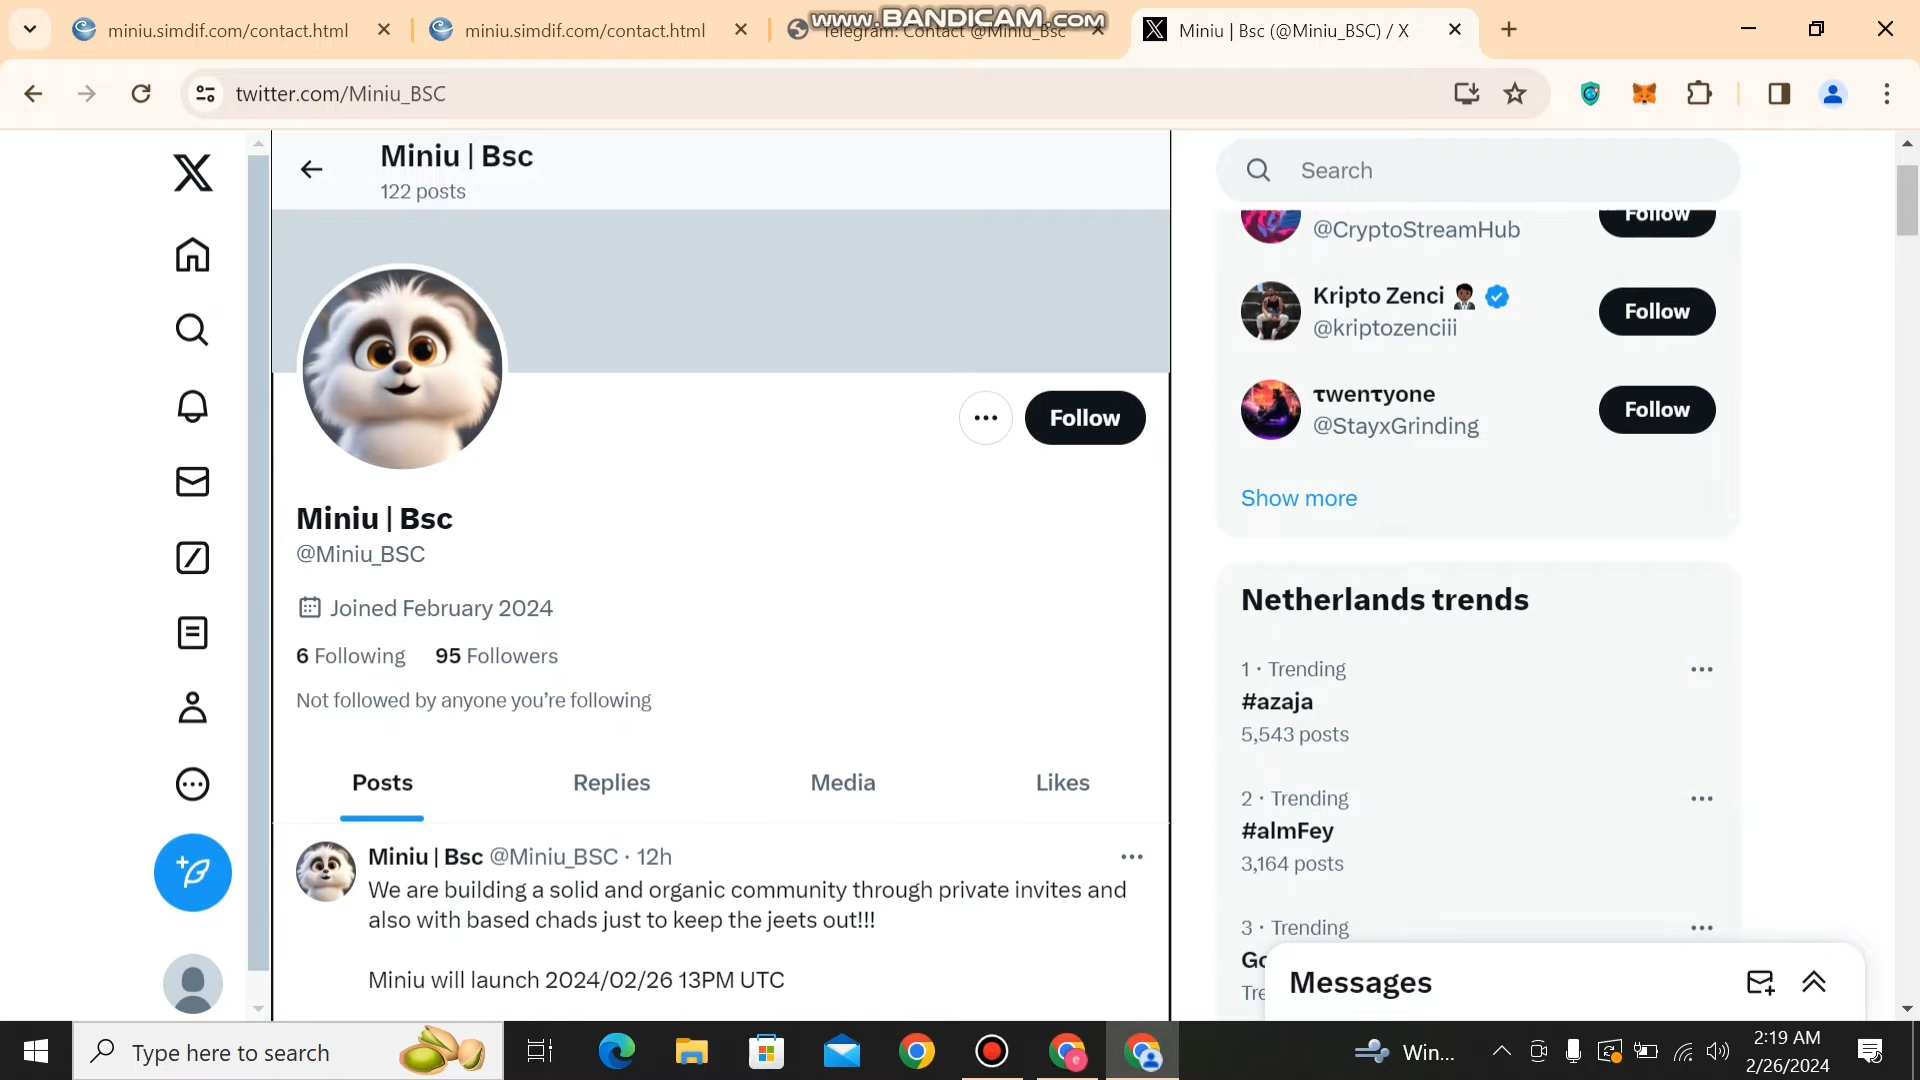 miniu.simdif.com/contact.html
miniu.simdif.com/contact.html
Telegram: Contact @Miniu_Bsc
www.BANDICAM.com
Miniu | Bsc (@Miniu_BSC) / X
twitter.com/Miniu_BSC
Miniu | Bsc
122 posts
Search
Follow
@CryptoStreamHub
Kripto Zenci
@kriptozenciii
Follow
τwenτyone
@StayxGrinding
Follow
Show more
Follow
Miniu | Bsc
@Miniu_BSC
Joined February 2024
6 Following 95 Followers
Not followed by anyone you’re following
Posts Replies Media Likes
Miniu | Bsc @Miniu_BSC · 12h
We are building a solid and organic community through private invites and
also with based chads just to keep the jeets out!!!
Miniu will launch 2024/02/26 13PM UTC
Netherlands trends
1 · Trending
#azaja
5,543 posts
2 · Trending
#almFey
3,164 posts
3 · Trending
Messages
Type here to search
Win...
2:19 AM
2/26/2024